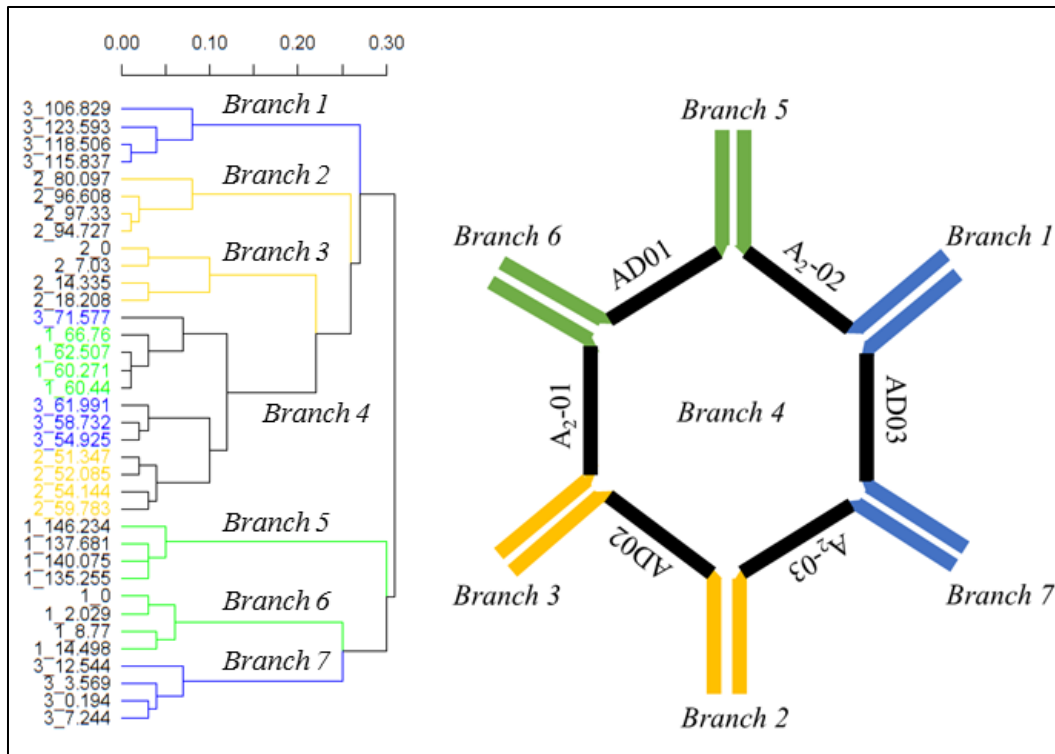 0.00 0.10 0.20 0.30
3_106.829
3_123.593
3_118.506
3_115.837
2_80.097
2_96.608
2_97.33
2_94.727
2_0
2_7.03
2_14.335
2_18.208
3_71.577
1_66.76
1_62.507
1_60.271
1_60.44
3_61.991
3_58.732
3_54.925
2_51.347
2_52.085
2_54.144
2_59.783
1_146.234
1_137.681
1_140.075
1_135.255
1_0
1_2.029
1_8.77
1_14.498
3_12.544
3_3.569
3_0.194
3_7.244
Branch 1
Branch 2
Branch 3
Branch 4
Branch 5
Branch 6
Branch 7
Branch 5
Branch 6
Branch 1
AD01
A₂-02
A₂-01
Branch 4
AD03
AD02
A₂-03
Branch 3
Branch 7
Branch 2